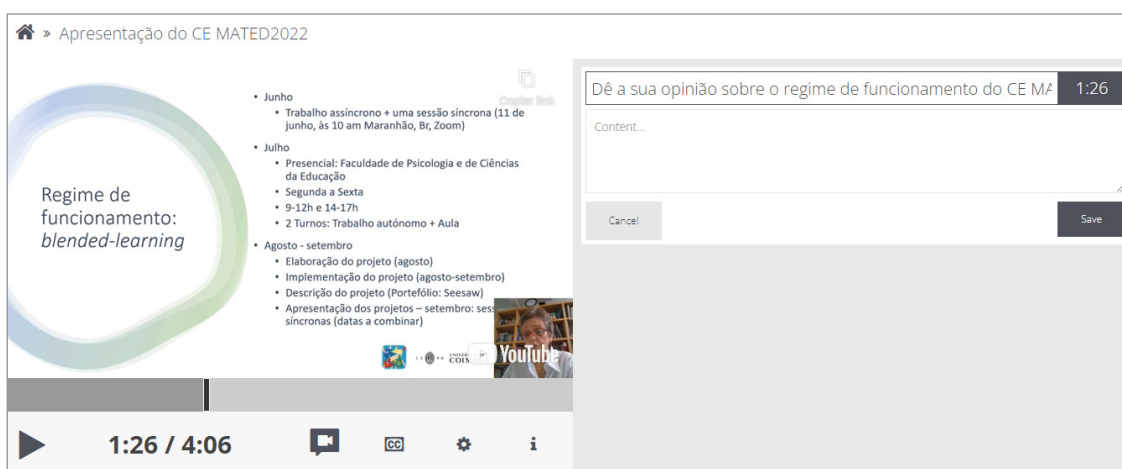 » Apresentação do CE MATED2022
Copiar link
Regime de
funcionamento:
blended-learning
• Junho
• Trabalho assíncrono + uma sessão síncrona (11 de
junho, às 10 am Maranhão, Br, Zoom)
• Julho
• Presencial: Faculdade de Psicologia e de Ciências
da Educação
• Segunda a Sexta
• 9-12h e 14-17h
• 2 Turnos: Trabalho autónomo + Aula
• Agosto - setembro
• Elaboração do projeto (agosto)
• Implementação do projeto (agosto-setembro)
• Descrição do projeto (Portefólio: Seesaw)
• Apresentação dos projetos – setembro: sess
síncronas (datas a combinar)
YouTube
1:26 / 4:06
CC
Dê a sua opinião sobre o regime de funcionamento do CE MA
1:26
Content...
Cancel
Save